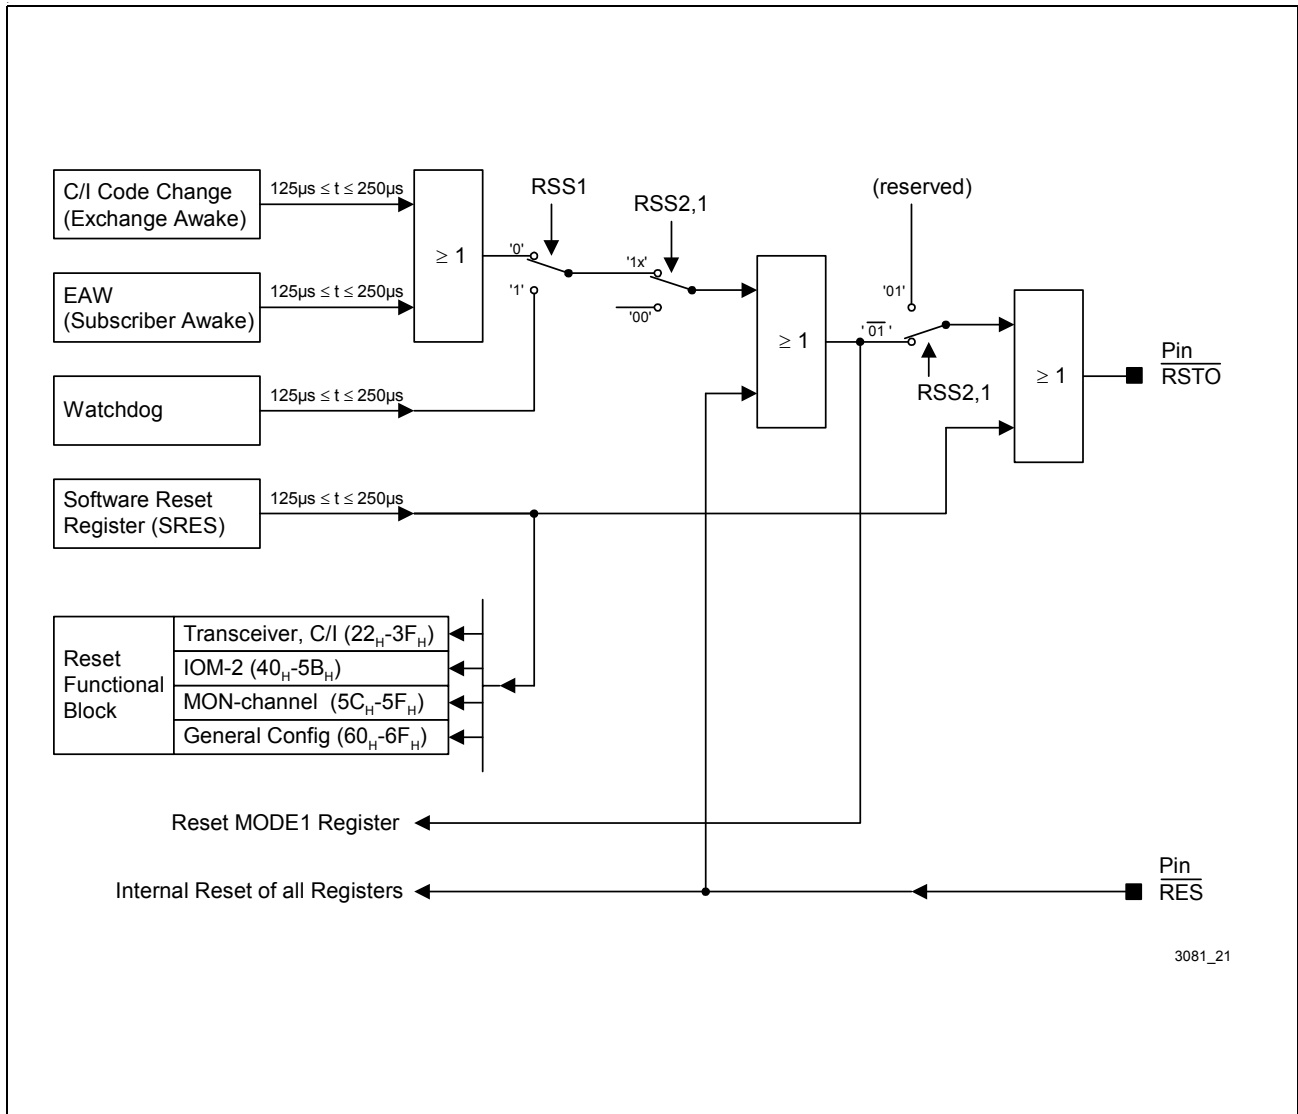 C/I Code Change
(Exchange Awake)
125µs ≤ t ≤ 250µs
EAW
(Subscriber Awake)
125µs ≤ t ≤ 250µs
≥ 1
Watchdog
125µs ≤ t ≤ 250µs
Software Reset
Register (SRES)
125µs ≤ t ≤ 250µs
RSS1
'0'
'1'
RSS2,1
'1x'
'00'
≥ 1
(reserved)
'01'
' 01 '
RSS2,1
≥ 1
Pin
RSTO
Reset
Functional
Block
Transceiver, C/I (22H-3FH)
IOM-2 (40H-5BH)
MON-channel (5CH-5FH)
General Config (60H-6FH)
Reset MODE1 Register
Internal Reset of all Registers
Pin
RES
3081_21